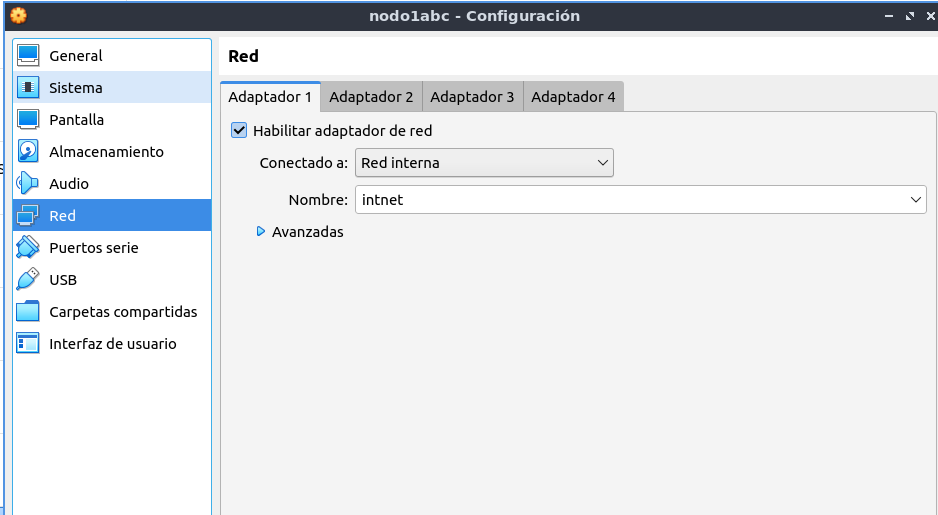 nodo1abc - Configuración
General
Sistema
Pantalla
Almacenamiento
Audio
Red
Puertos serie
USB
Carpetas compartidas
Interfaz de usuario
Red
Adaptador 1 Adaptador 2 Adaptador 3 Adaptador 4
Habilitar adaptador de red
Conectado a: Red interna
Nombre: intnet
Avanzadas